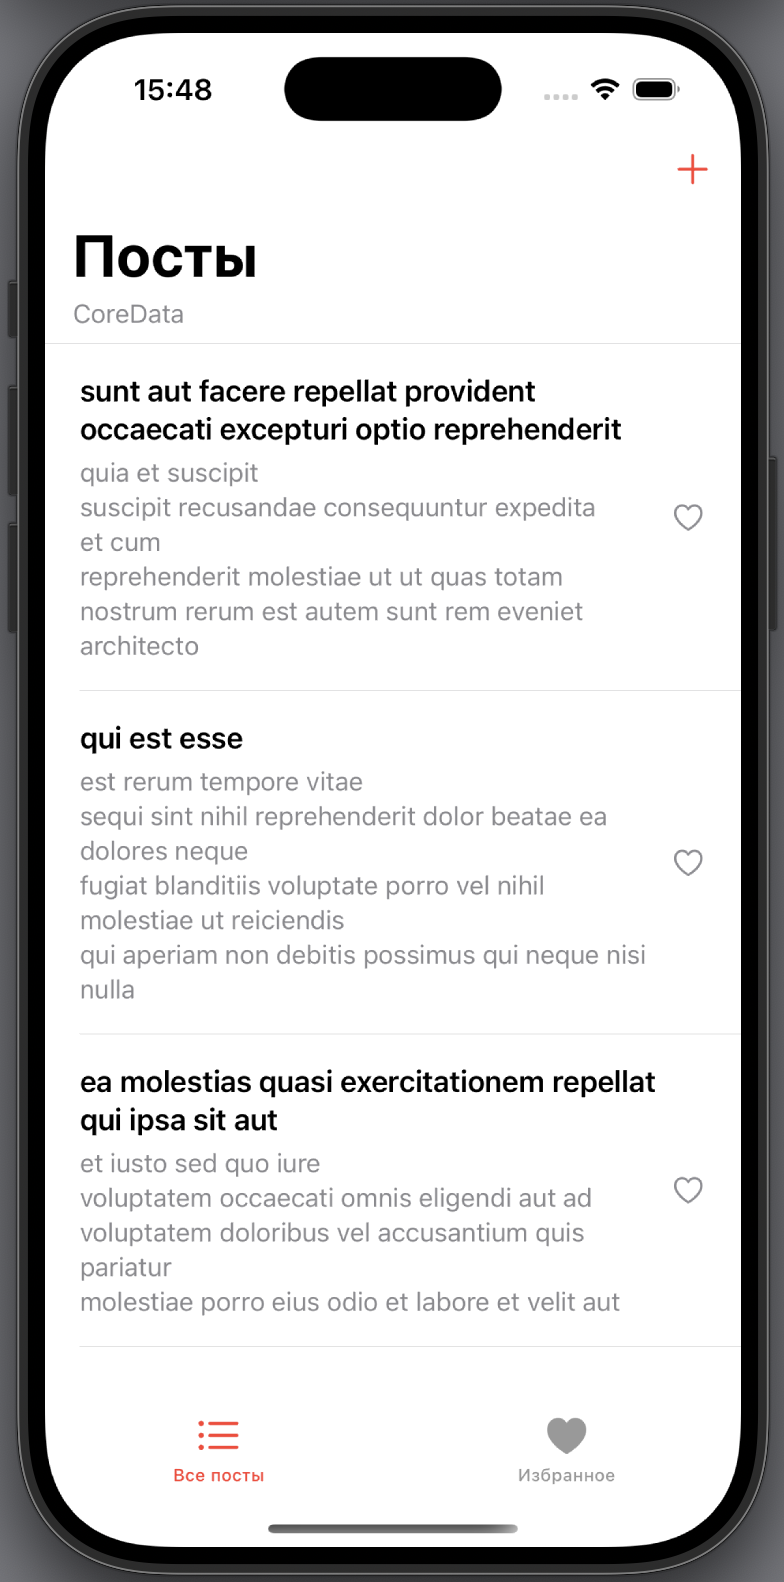 15:48
Посты
CoreData
sunt aut facere repellat provident
occaecati excepturi optio reprehenderit
quia et suscipit
suscipit recusandae consequuntur expedita
et cum
reprehenderit molestiae ut ut quas totam
nostrum rerum est autem sunt rem eveniet
architecto
qui est esse
est rerum tempore vitae
sequi sint nihil reprehenderit dolor beatae ea
dolores neque
fugiat blanditiis voluptate porro vel nihil
molestiae ut reiciendis
qui aperiam non debitis possimus qui neque nisi
nulla
ea molestias quasi exercitationem repellat
qui ipsa sit aut
et iusto sed quo iure
voluptatem occaecati omnis eligendi aut ad
voluptatem doloribus vel accusantium quis
pariatur
molestiae porro eius odio et labore et velit aut
Все посты
Избранное